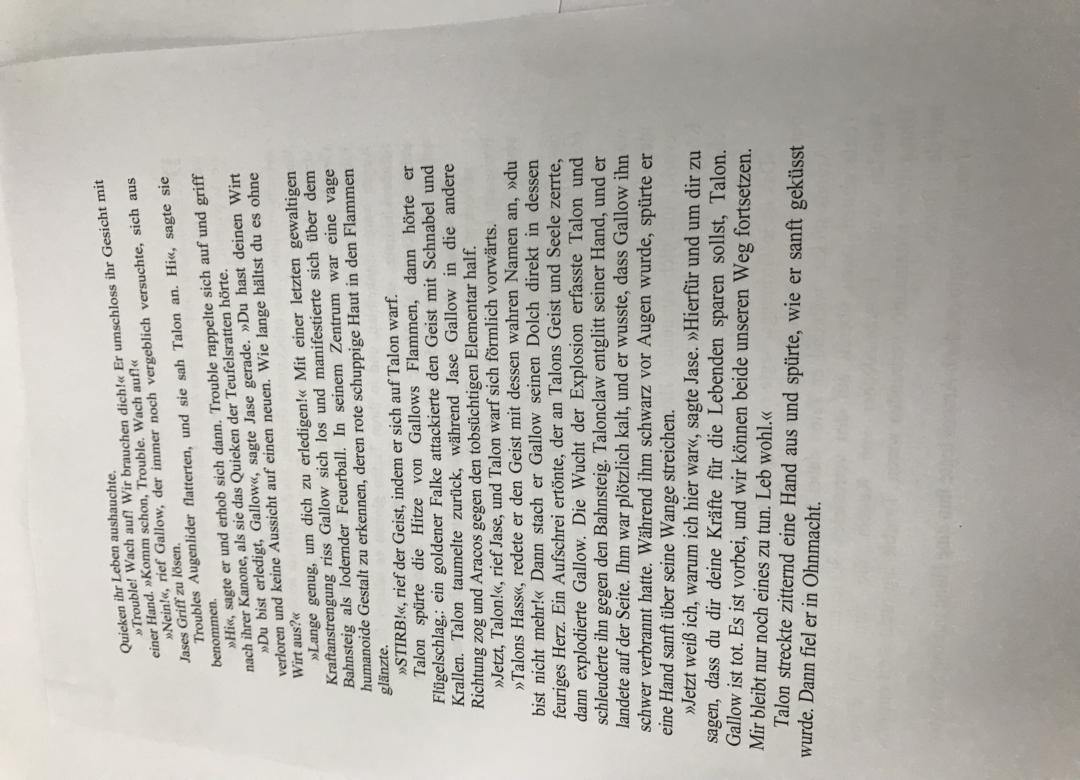 Quieken ihr Leben aushauchte.
»Trouble! Wach auf! Wir brauchen dich!« Er umschloss ihr Gesicht mit
einer Hand. »Komm schon, Trouble. Wach auf!«
»Nein!«, rief Gallow, der immer noch vergeblich versuchte, sich aus
Jases Griff zu lösen.
Troubles Augenlider flatterten, und sie sah Talon an. Hi«, sagte sie
benommen.
»Hi«, sagte er und erhob sich dann. Trouble rappelte sich auf und griff
nach ihrer Kanone, als sie das Quieken der Teufelsratten hörte.
»Du bist erledigt, Gallow«, sagte Jase gerade. »Du hast deinen Wirt
verloren und keine Aussicht auf einen neuen. Wie lange hältst du es ohne
Wirt aus?«
»Lange genug, um dich zu erledigen!« Mit einer letzten gewaltigen
Kraftanstrengung riss Gallow sich los und manifestierte sich über dem
Bahnsteig als lodernder Feuerball. In seinem Zentrum war eine vage
humanoide Gestalt zu erkennen, deren rote schuppige Haut in den Flammen
glänzte.
»STIRB!«, rief der Geist, indem er sich auf Talon warf.
Talon spürte die Hitze von Gallows Flammen, dann hörte er
Flügelschlag,: ein goldener Falke attackierte den Geist mit Schnabel und
Krallen. Talon taumelte zurück, während Jase Gallow in die andere
Richtung zog und Aracos gegen den tobsüchtigen Elementar half.
»Jetzt, Talon!«, rief Jase, und Talon warf sich förmlich vorwärts.
»Talons Hass«, redete er den Geist mit dessen wahren Namen an, »du
bist nicht mehr!« Dann stach er Gallow seinen Dolch direkt in dessen
feuriges Herz. Ein Aufschrei ertönte, der an Talons Geist und Seele zerrte,
dann explodierte Gallow. Die Wucht der Explosion erfasste Talon und
schleuderte ihn gegen den Bahnsteig. Talonclaw entglitt seiner Hand, und er
landete auf der Seite. Ihm war plötzlich kalt, und er wusste, dass Gallow ihn
schwer verbrannt hatte. Während ihm schwarz vor Augen wurde, spürte er
eine Hand sanft über seine Wange streichen.
»Jetzt weiß ich, warum ich hier war«, sagte Jase. »Hierfür und um dir zu
sagen, dass du dir deine Kräfte für die Lebenden sparen sollst, Talon.
Gallow ist tot. Es ist vorbei, und wir können beide unseren Weg fortsetzen.
Mir bleibt nur noch eines zu tun. Leb wohl.«
Talon streckte zitternd eine Hand aus und spürte, wie er sanft geküsst
wurde. Dann fiel er in Ohnmacht.